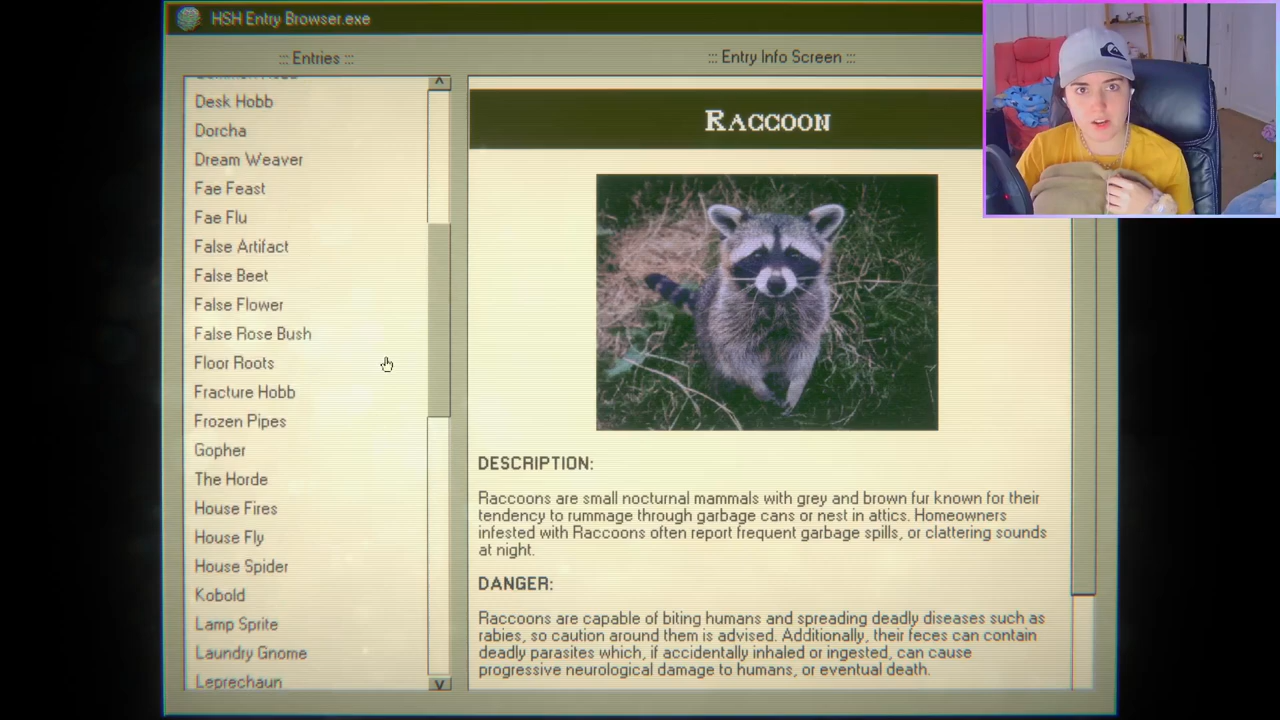 HSH Entry Browser.exe
::: Entries :::
Desk Hobb
Dorcha
Dream Weaver
Fae Feast
Fae Flu
False Artifact
False Beet
False Flower
False Rose Bush
Floor Roots
Fracture Hobb
Frozen Pipes
Gopher
The Horde
House Fires
House Fly
House Spider
Kobold
Lamp Sprite
Laundry Gnome
Leprechaun
::: Entry Info Screen :::
RACCOON
DESCRIPTION:
Raccoons are small nocturnal mammals with grey and brown fur known for their
tendency to rummage through garbage cans or nest in attics. Homeowners
infested with Raccoons often report frequent garbage spills, or clattering sounds
at night.
DANGER:
Raccoons are capable of biting humans and spreading deadly diseases such as
rabies, so caution around them is advised. Additionally, their feces can contain
deadly parasites which, if accidentally inhaled or ingested, can cause
progressive neurological damage to humans, or eventual death.